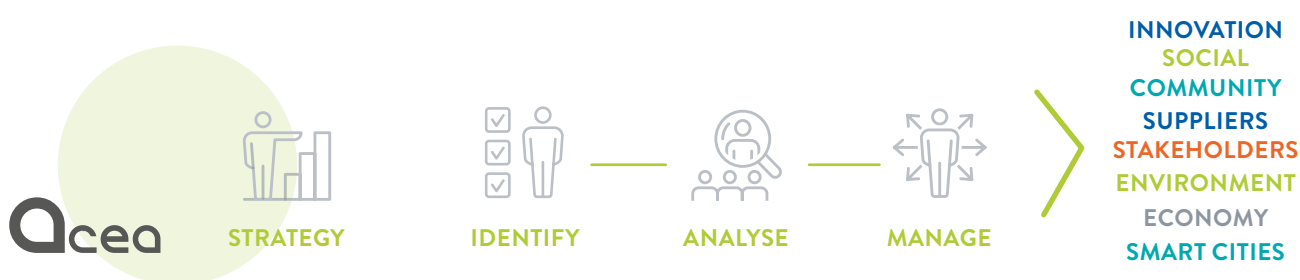 acea
STRATEGY
IDENTIFY
ANALYSE
MANAGE
INNOVATION
SOCIAL
COMMUNITY
SUPPLIERS
STAKEHOLDERS
ENVIRONMENT
ECONOMY
SMART CITIES